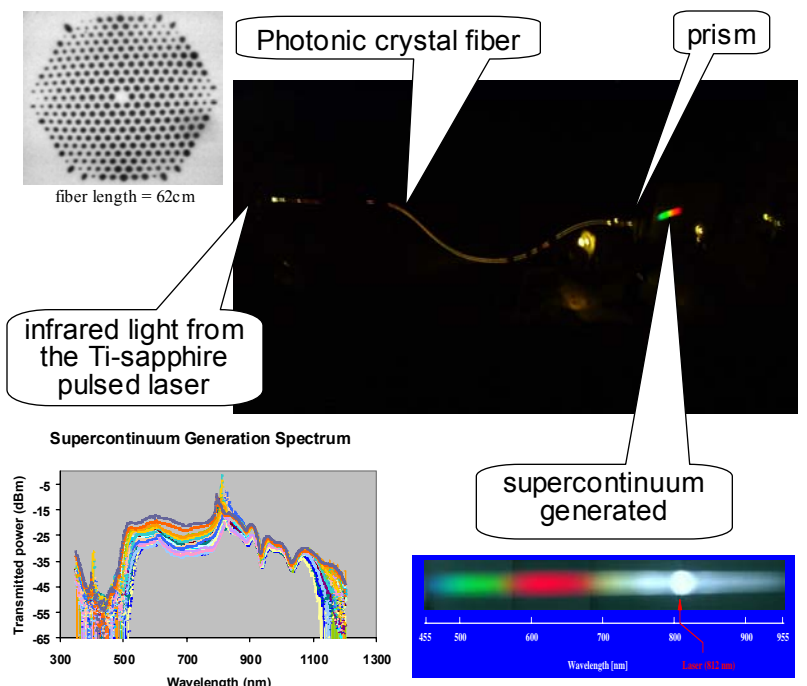 Photonic crystal fiber
prism
fiber length = 62cm
infrared light from
the Ti-sapphire
pulsed laser
supercontinuum
generated
Supercontinuum Generation Spectrum
Transmitted power (dBm)
-5
-15
-25
-35
-45
-55
-65
300 500 700 900 1100 1300
Wavelength (nm)
455 500 600 700 800 900 955
Wavelength [nm]
Laser (812 nm)